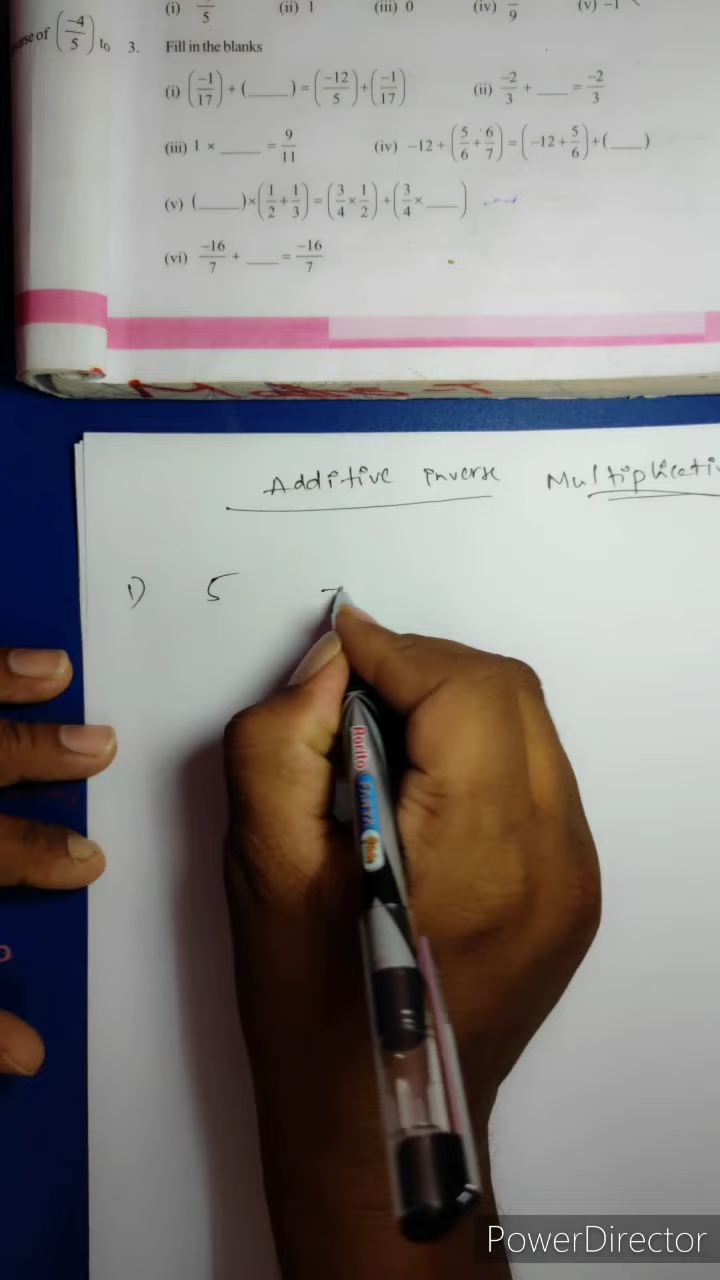 (i) 5 (ii) 1 (iii) 0 (iv) 9 (v) -1
of (-4/5) to 3. Fill in the blanks
(i) (-1/17) + (____) = (-12/5) + (-1/17) (ii) -2/3 + ____ = -2/3
(iii) 1 × ____ = 9/11 (iv) -12 + (5/6 + 6/7) = (-12 + 5/6) + (____)
(v) (____) × (1/2 + 1/3) = (3/4 × 1/2) + (3/4 × ____)
(vi) -16/7 + ____ = -16/7
Additive inverse Multiplicati
1) 5 -
PowerDirector